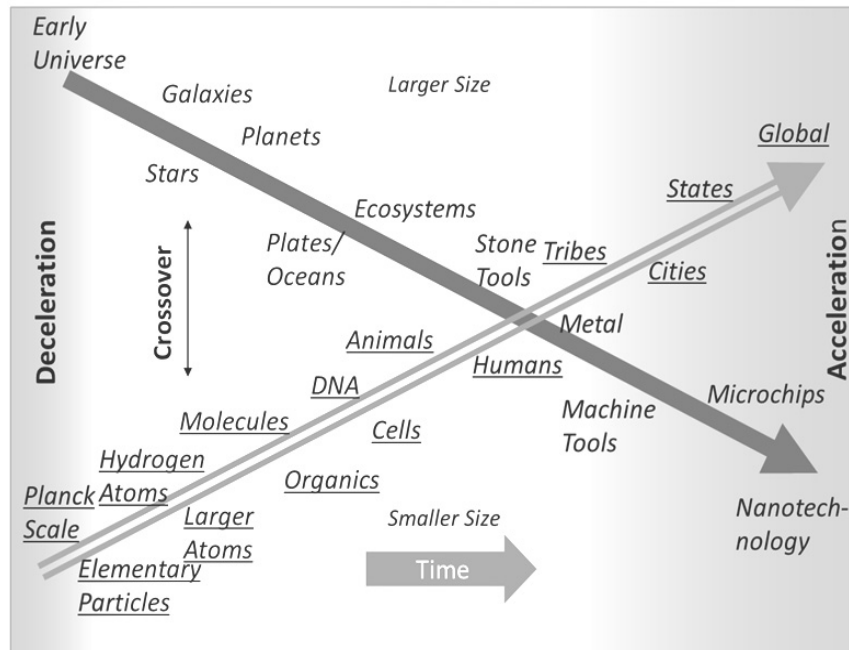 Early
Universe
Galaxies
Larger Size
Planets
Global
Stars
States
Ecosystems
Plates/
Oceans
Stone
Tools
Tribes
Cities
Deceleration
Crossover
Acceleration
Metal
Animals
Humans
DNA
Microchips
Molecules
Cells
Machine
Tools
Hydrogen
Atoms
Organics
Planck
Scale
Larger
Atoms
Smaller Size
Nanotech-
nology
Elementary
Particles
Time